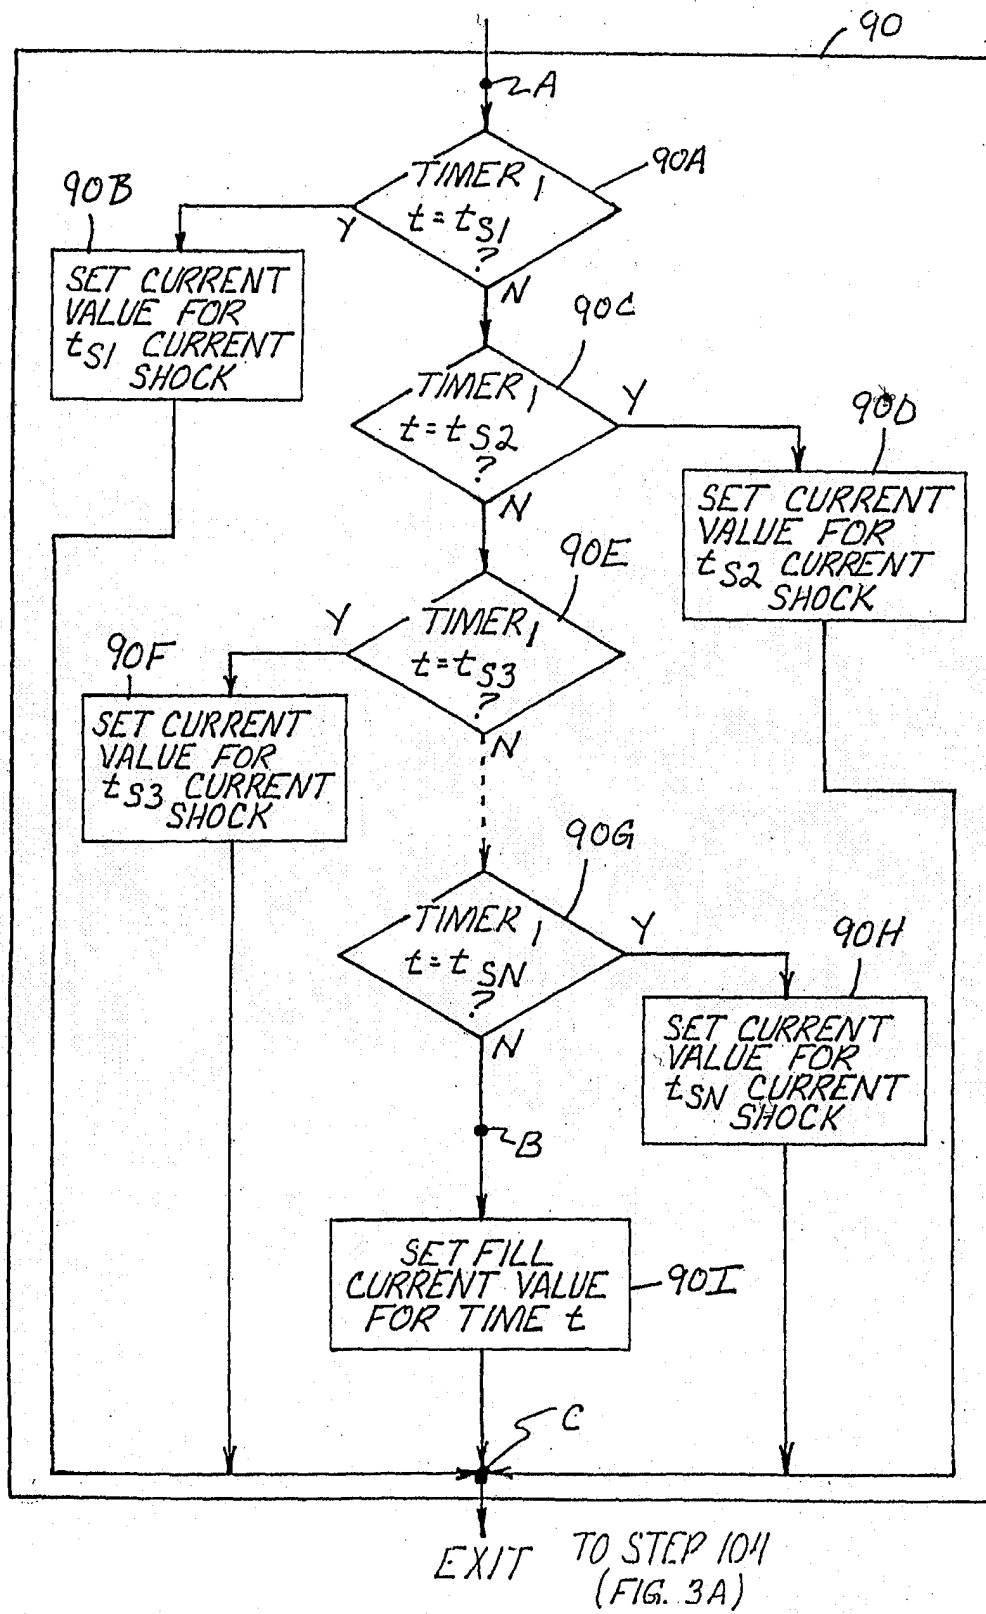 90
A
TIMER 1
t = tS1
?
90A
Y
N
90B
SET CURRENT
VALUE FOR
tS1 CURRENT
SHOCK
90C
TIMER 1
t = tS2
?
Y
N
90D
SET CURRENT
VALUE FOR
tS2 CURRENT
SHOCK
90E
TIMER 1
t = tS3
?
Y
N
90F
SET CURRENT
VALUE FOR
tS3 CURRENT
SHOCK
90G
TIMER 1
t = tSN
?
Y
N
90H
SET CURRENT
VALUE FOR
tSN CURRENT
SHOCK
B
SET FILL
CURRENT VALUE
FOR TIME t
90I
C
EXIT
TO STEP 104
(FIG. 3A)